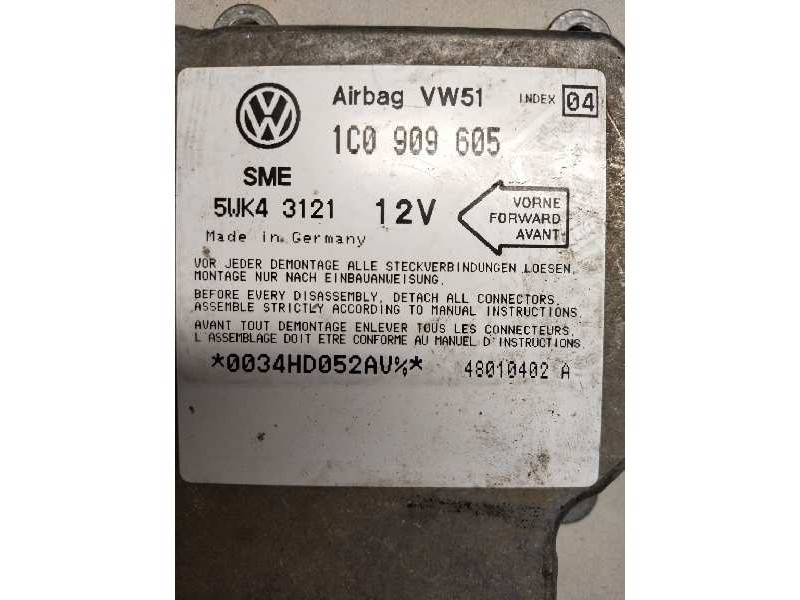 Airbag VW51 INDEX 04
1C0 909 605
SME
5WK4 3121 12V
VORNE
FORWARD
AVANT
Made in Germany
VOR JEDER DEMONTAGE ALLE STECKVERBINDUNGEN LOESEN.
MONTAGE NUR NACH EINBAUANWEISUNG.
BEFORE EVERY DISASSEMBLY, DETACH ALL CONNECTORS.
ASSEMBLE STRICTLY ACCORDING TO MANUAL INSTRUCTIONS.
AVANT TOUT DEMONTAGE ENLEVER TOUS LES CONNECTEURS.
L'ASSEMBLAGE DOIT ETRE CONFORME AU MANUEL D'INSTRUCTIONS
*0034HD052AV%* 48010402 A